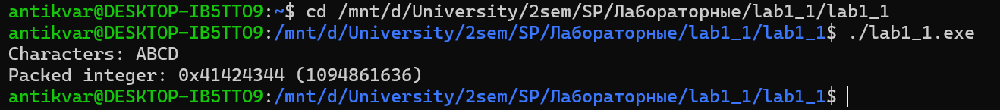 antikvar@DESKTOP-IB5TTO9:~$ cd /mnt/d/University/2sem/SP/Лабораторные/lab1_1/lab1_1
antikvar@DESKTOP-IB5TTO9:/mnt/d/University/2sem/SP/Лабораторные/lab1_1/lab1_1$ ./lab1_1.exe
Characters: ABCD
Packed integer: 0x41424344 (1094861636)
antikvar@DESKTOP-IB5TTO9:/mnt/d/University/2sem/SP/Лабораторные/lab1_1/lab1_1$